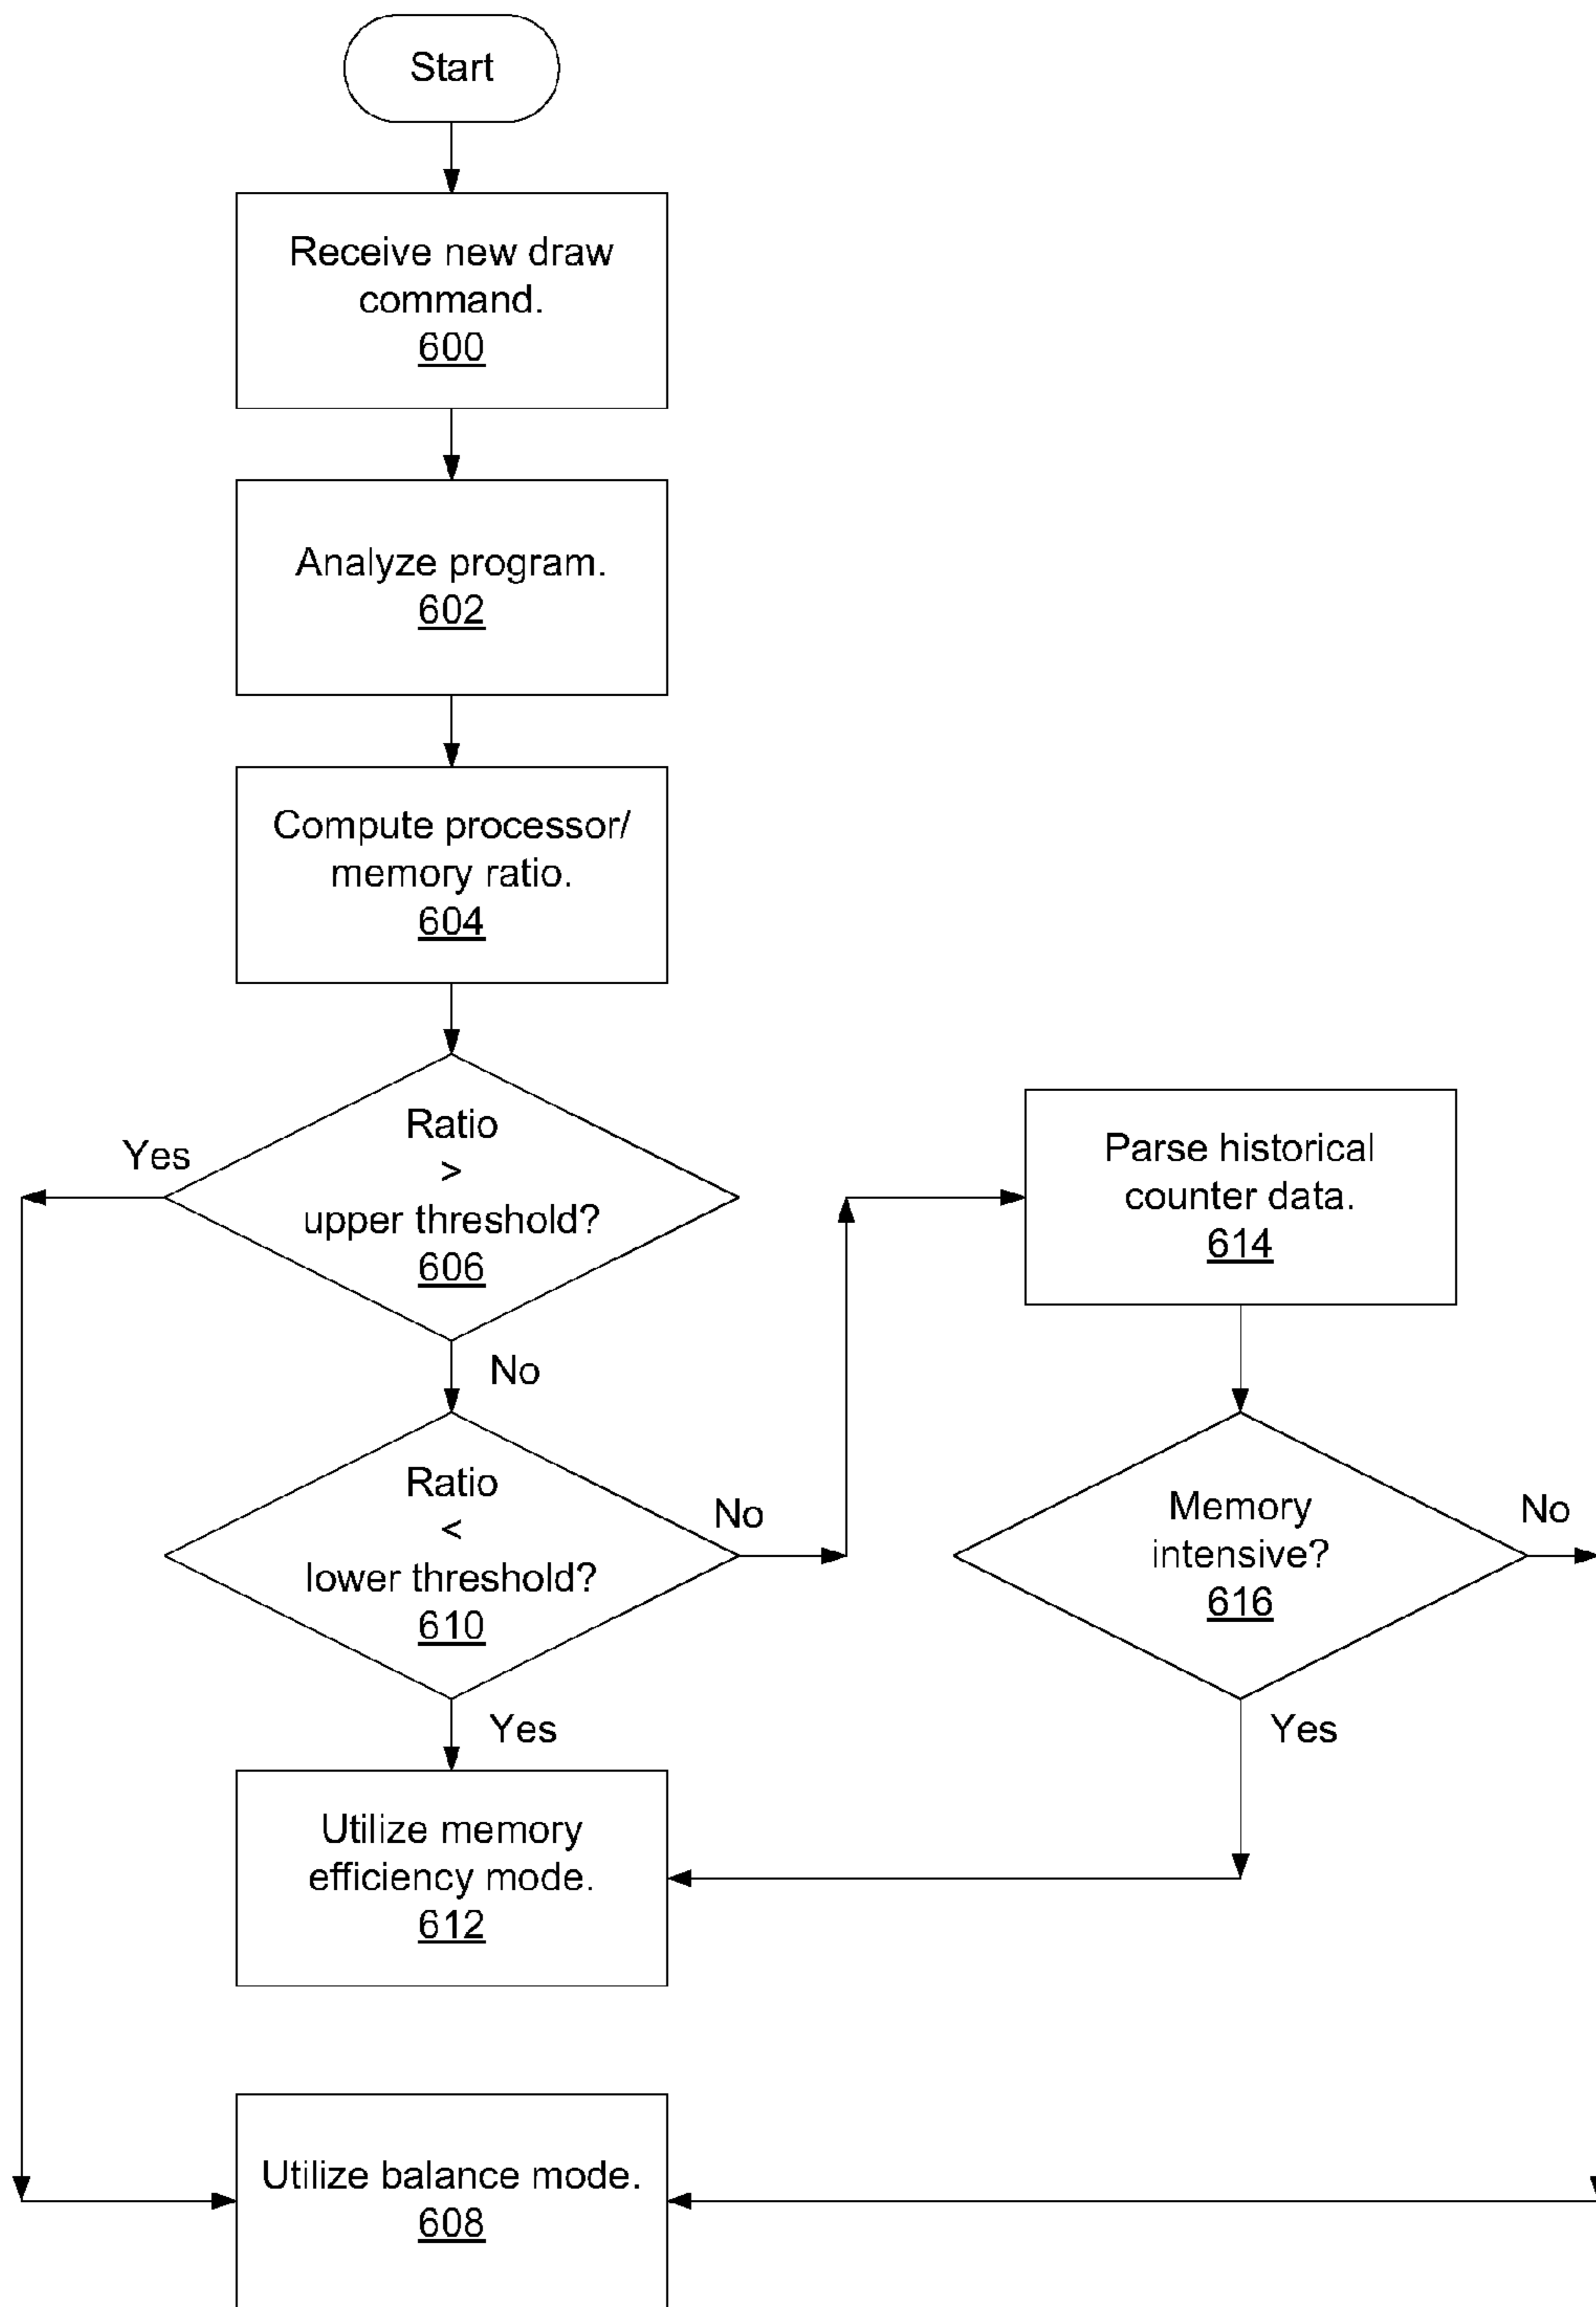 Start
Receive new draw
command.
600
Analyze program.
602
Compute processor/
memory ratio.
604
Ratio
>
upper threshold?
606
Yes
No
Ratio
<
lower threshold?
610
No
Yes
Parse historical
counter data.
614
Memory
intensive?
616
No
Yes
Utilize memory
efficiency mode.
612
Utilize balance mode.
608